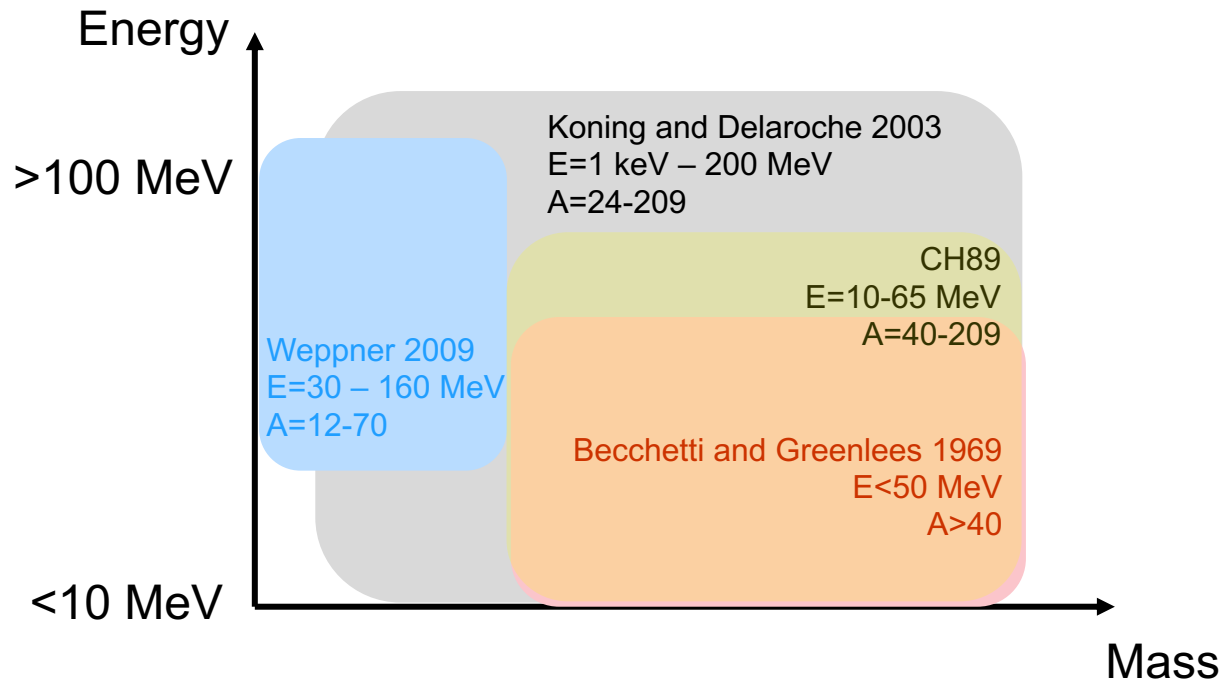 Energy
>100 MeV
<10 MeV
Mass
Koning and Delaroche 2003
E=1 keV – 200 MeV
A=24-209
CH89
E=10-65 MeV
A=40-209
Weppner 2009
E=30 – 160 MeV
A=12-70
Becchetti and Greenlees 1969
E<50 MeV
A>40